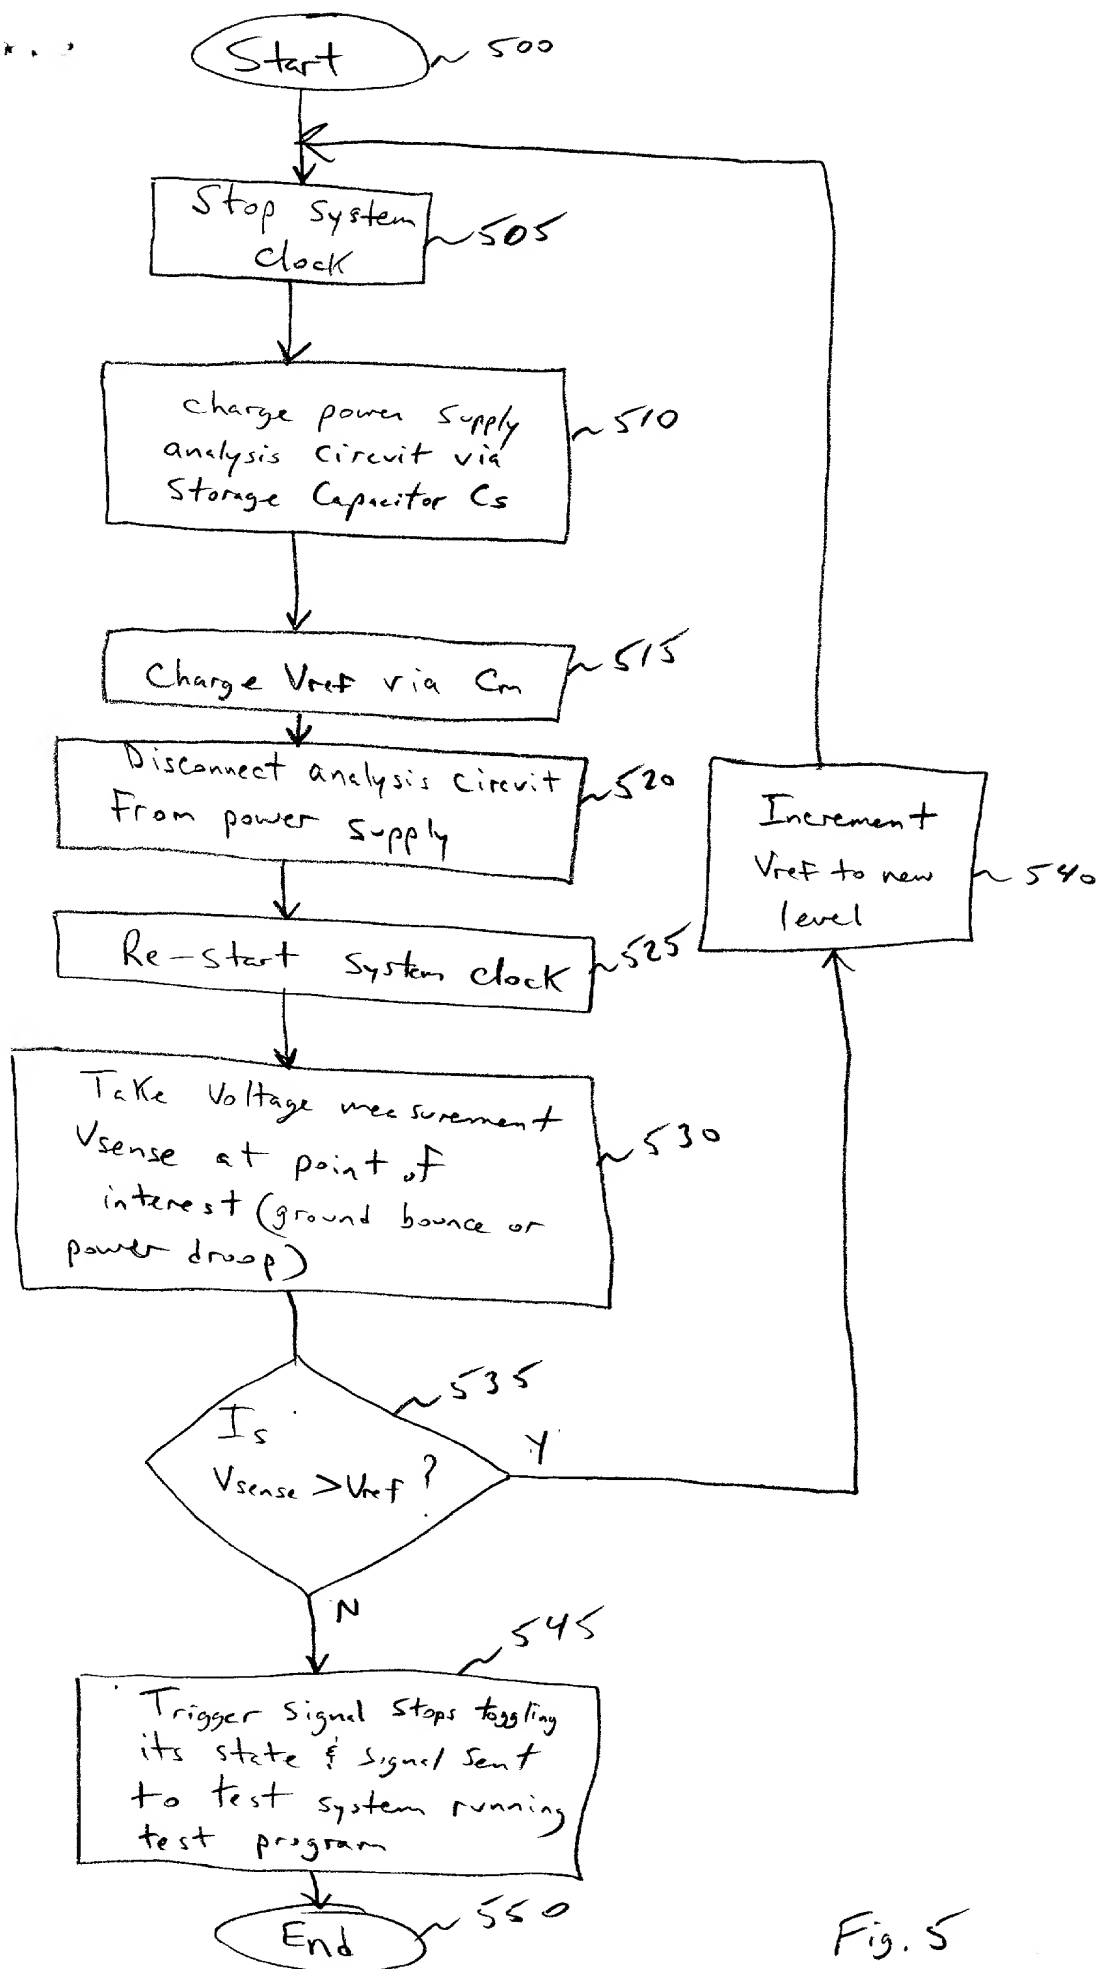 Start
500
Stop System
clock
505
charge power supply
analysis circuit via
Storage Capacitor Cs
510
Charge Vref via Cm
515
Disconnect analysis circuit
From power supply
520
Re-start system clock
525
Take Voltage measurement
Vsense at point of
interest (ground bounce or
power droop)
530
Is
Vsense > Vref ?
535
Y
N
Increment
Vref to new
level
540
Trigger Signal Stops toggling
its state & signal sent
to test system running
test program
545
End
550
Fig. 5